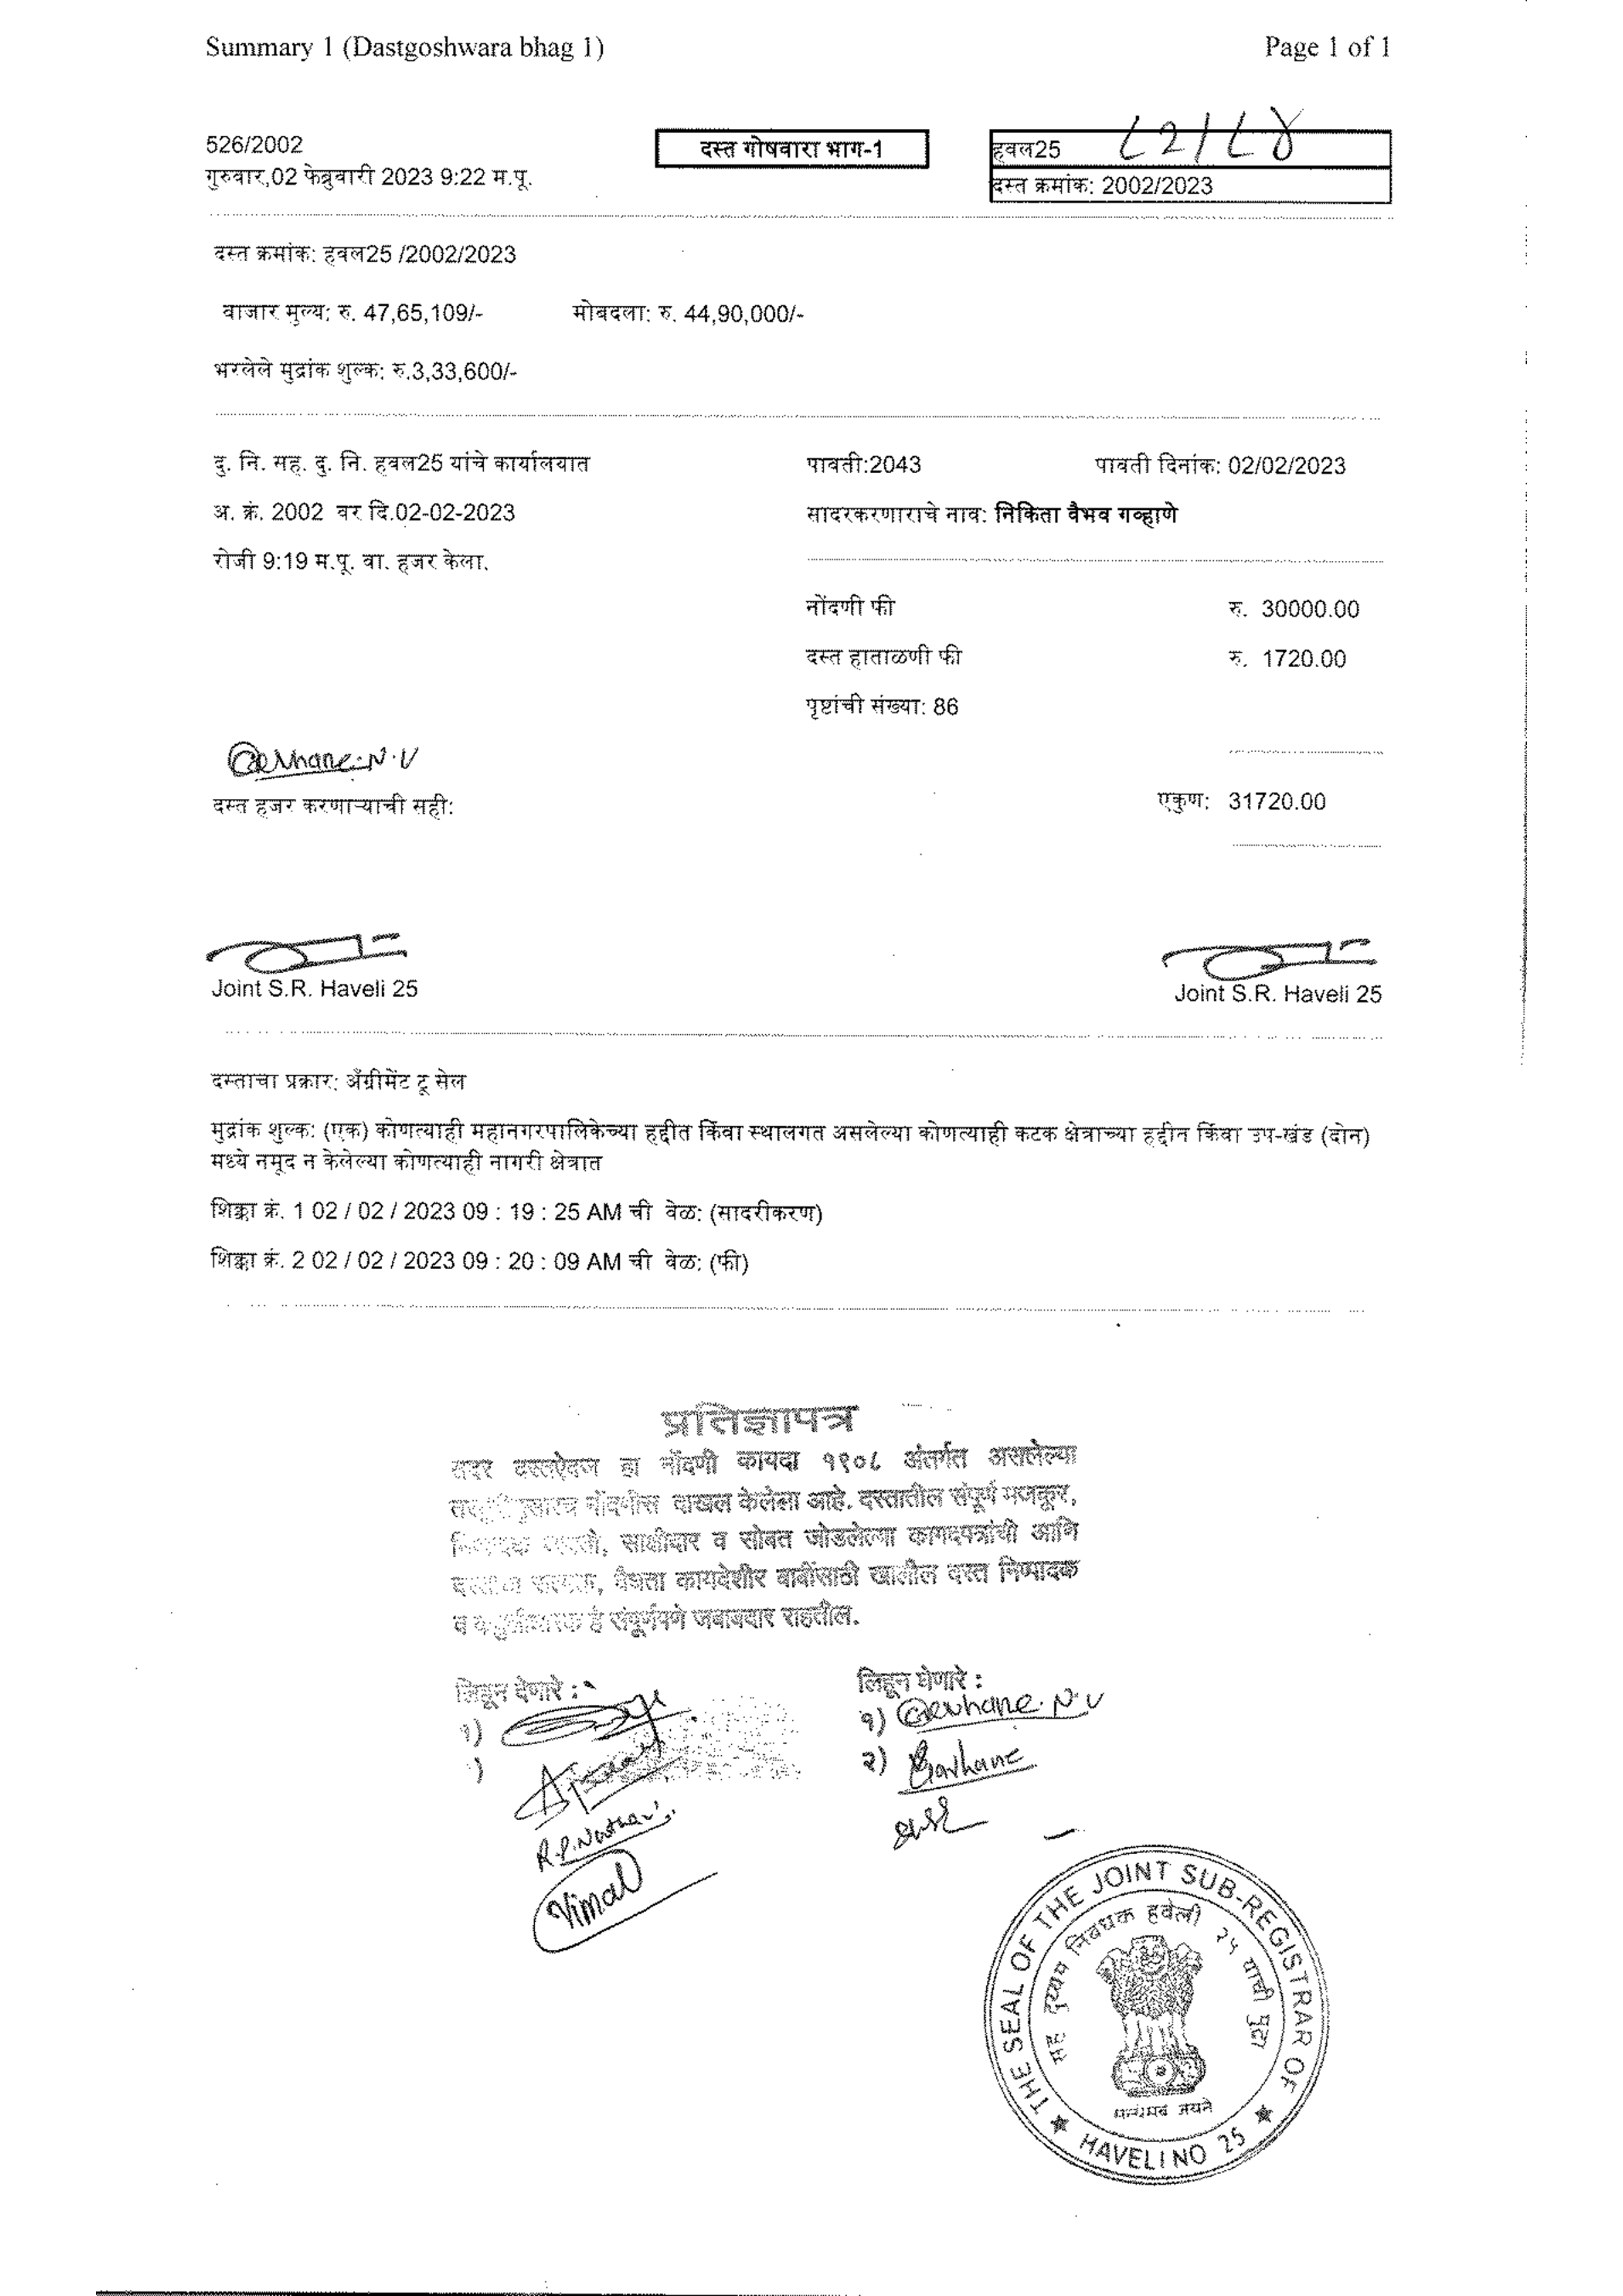 Summary 1 (Dastgoshwara bhag 1) Page 1 of 1
526/2002 दस्त गोषवारा भाग-1 हवल25 ८२/८४
गुरुवार,02 फेब्रुवारी 2023 9:22 म.पू. दस्त क्रमांक: 2002/2023
दस्त क्रमांक: हवल25 /2002/2023
बाजार मुल्य: रु. 47,65,109/- मोबदला: रु. 44,90,000/-
भरलेले मुद्रांक शुल्क: रु.3,33,600/-
दु. नि. सह. दु. नि. हवल25 यांचे कार्यालयात पावती:2043 पावती दिनांक: 02/02/2023
अ. क्रं. 2002 वर दि.02-02-2023 सादरकरणाराचे नाव: निकिता वैभव गव्हाणे
रोजी 9:19 म.पू. वा. हजर केला.
नोंदणी फी रु. 30000.00
दस्त हाताळणी फी रु. 1720.00
पृष्टांची संख्या: 86
Gavhane.N.V
दस्त हजर करणाऱ्याची सही: एकुण: 31720.00
Joint S.R. Haveli 25 Joint S.R. Haveli 25
दस्ताचा प्रकार: अँग्रीमेंट टू सेल
मुद्रांक शुल्क: (एक) कोणत्याही महानगरपालिकेच्या हद्दीत किंवा स्थालगत असलेल्या कोणत्याही कटक क्षेत्राच्या हद्दीत किंवा उप-खंड (दोन)
मध्ये नमूद न केलेल्या कोणत्याही नागरी क्षेत्रात
शिक्का क्रं. 1 02 / 02 / 2023 09 : 19 : 25 AM ची वेळ: (सादरीकरण)
शिक्का क्रं. 2 02 / 02 / 2023 09 : 20 : 09 AM ची वेळ: (फी)
प्रतिज्ञापत्र
सदर दस्तऐवज हा नोंदणी कायदा १९०८ अंतर्गत असलेल्या
नोंदणीस दाखल केलेला आहे. दस्तातील संपूर्ण मजकूर,
साक्षीदार व सोबत जोडलेल्या कागदपत्रांची आणि
वैधता कायदेशीर बाबींसाठी खालील दस्त निष्पादक
व हे संपूर्णपणे जबाबदार राहतील.
लिहून देणारे : लिहून घेणारे :
१) १) Gavhane.N.V
) २) Gavhane
Vimal
THE SEAL OF THE JOINT SUB-REGISTRAR OF
सह दुय्यम निबंधक हवेली २५ यांची मुद्रा
सत्यमेव जयते
HAVELI NO 25